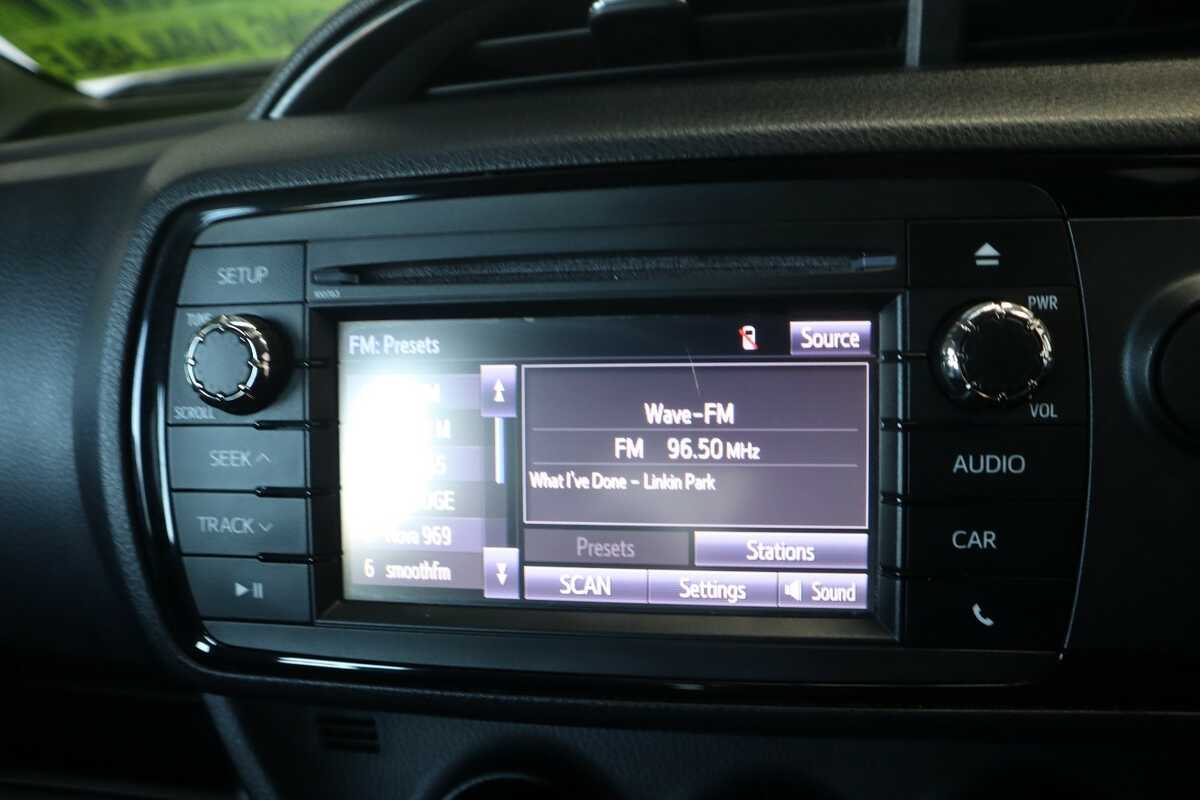 SETUP
TUNE
SCROLL
SEEK
TRACK
PWR
VOL
AUDIO
CAR
FM: Presets
Source
Wave-FM
FM 96.50 MHz
What I've Done - Linkin Park
Nova 969
6 smoothfm
Presets
Stations
SCAN
Settings
Sound